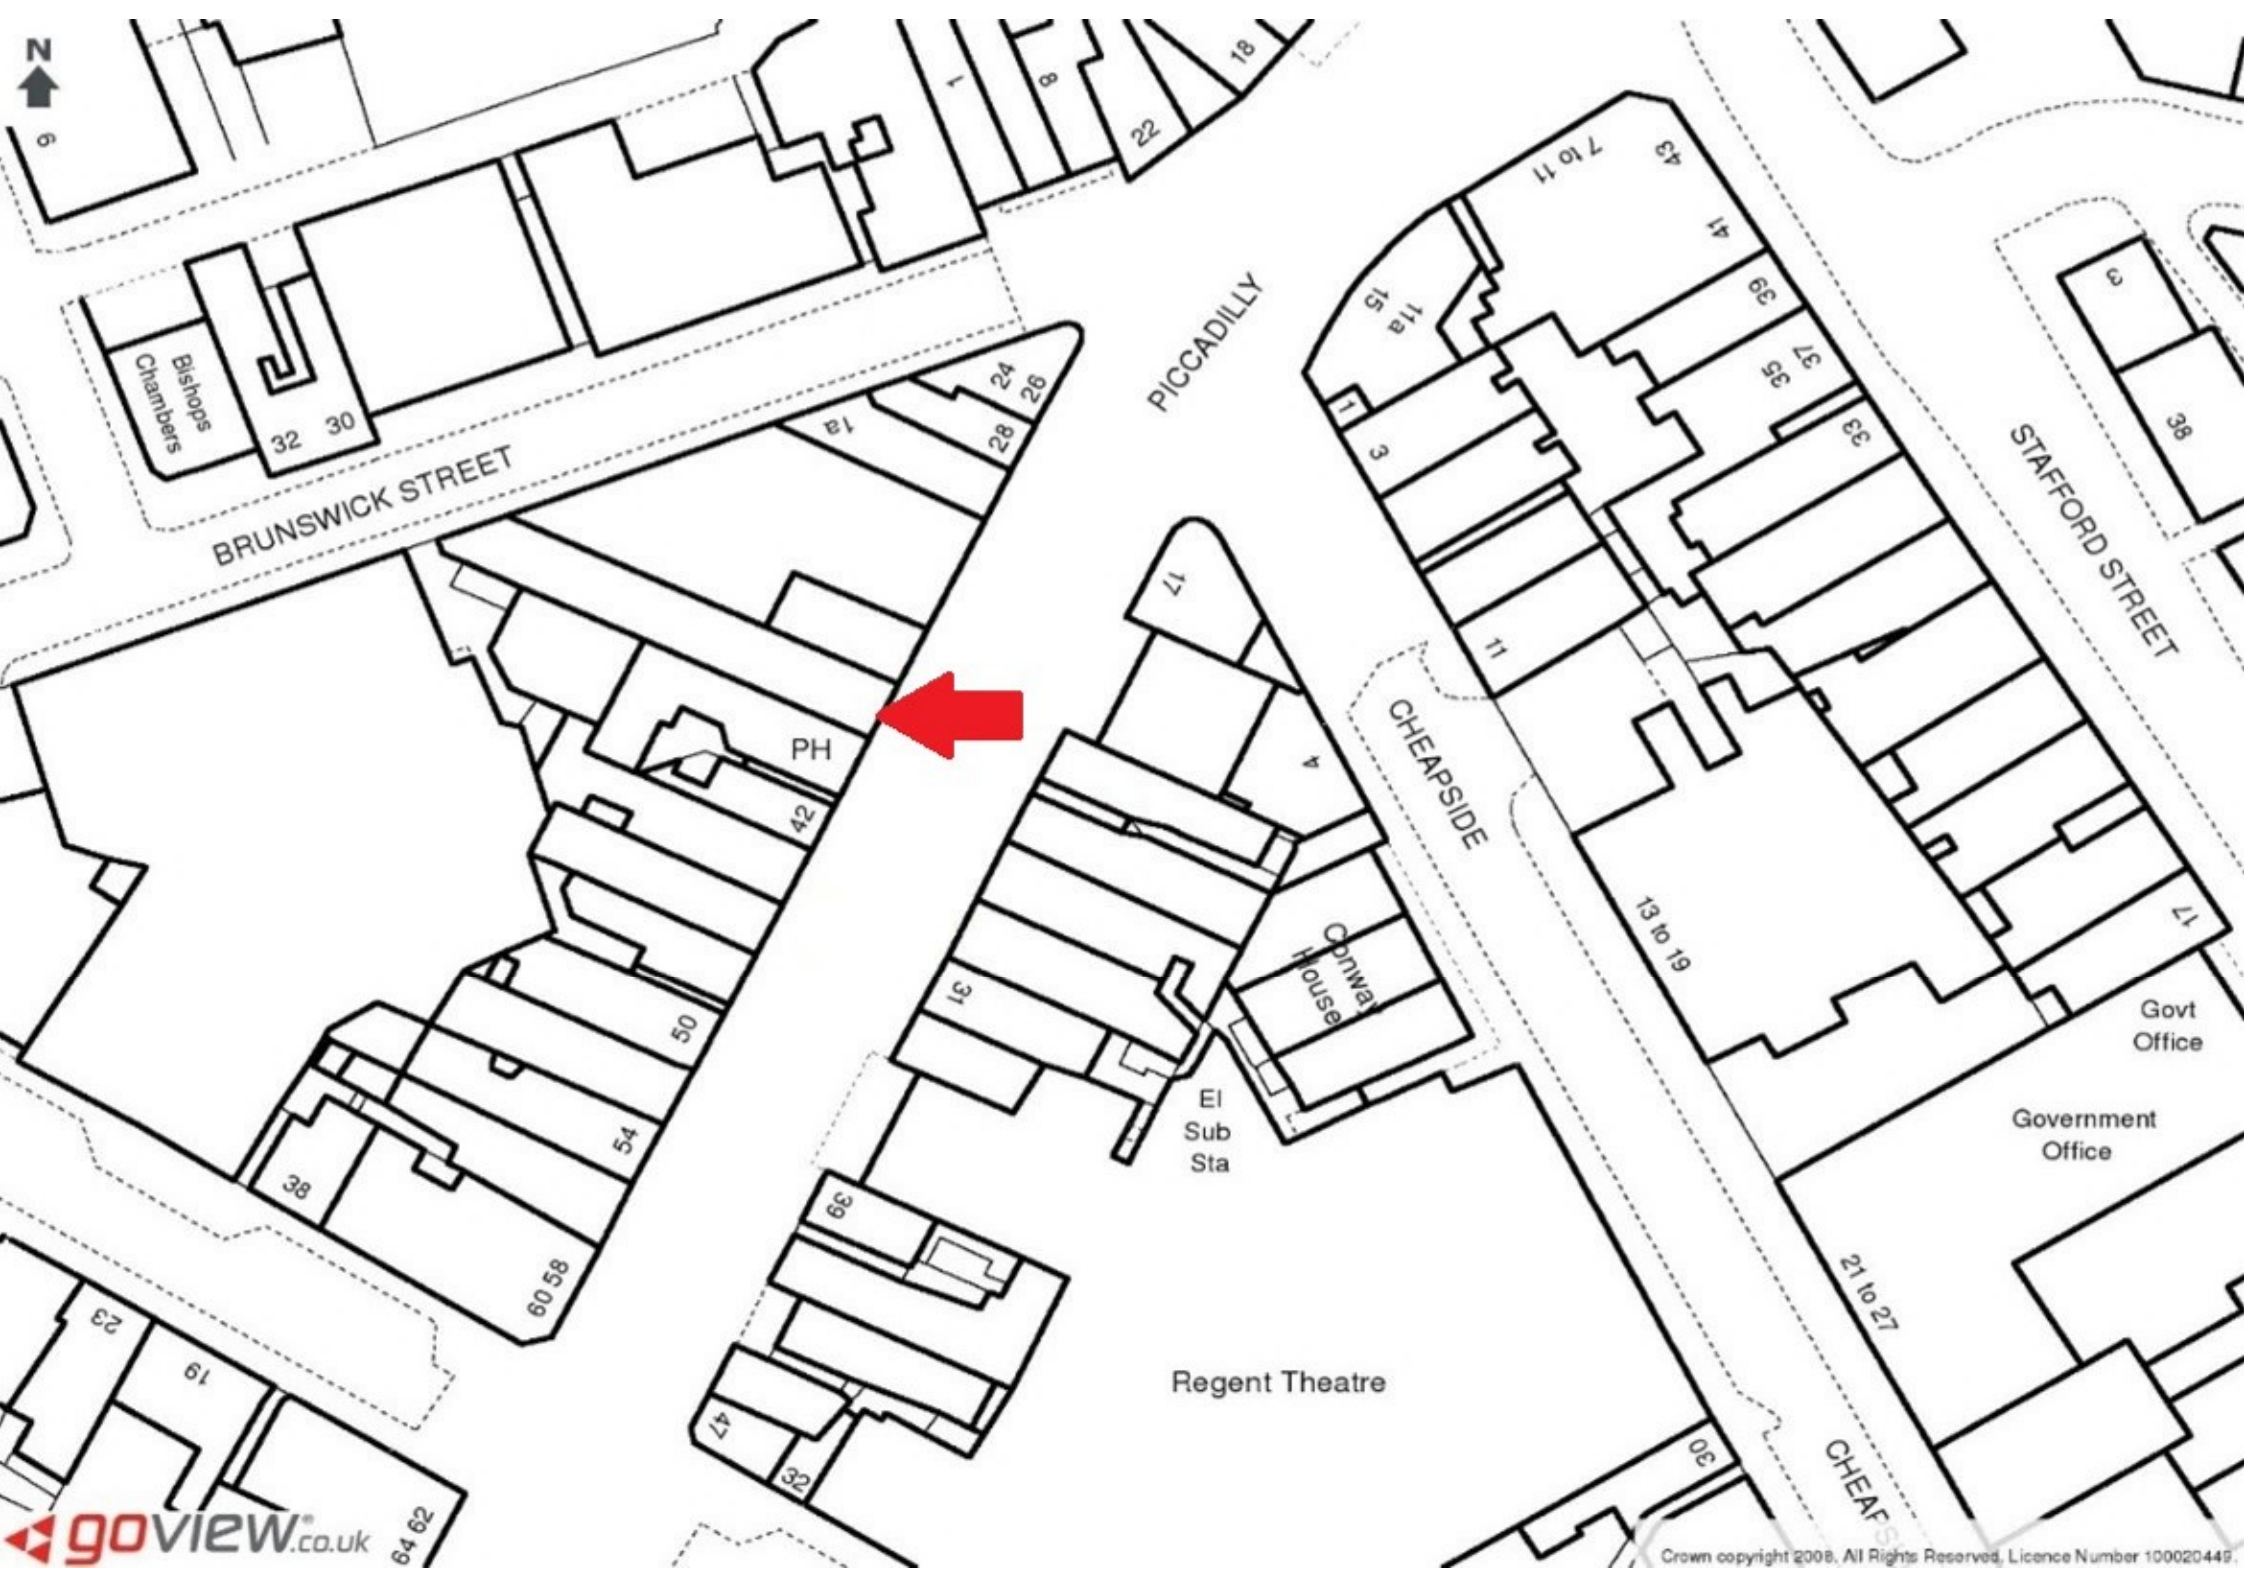 N
6
1
8
18
22
7 to 11
43
41
39
37
35
33
15
11a
1
3
11
3
38
Bishops
Chambers
32 30
BRUNSWICK STREET
24
26
28
1a
PICCADILLY
STAFFORD STREET
17
4
CHEAPSIDE
PH
42
50
54
60 58
38
31
Conway
House
13 to 19
17
Govt
Office
Government
Office
El
Sub
Sta
39
47
32
Regent Theatre
21 to 27
30
CHEAPS
23
19
64 62
goview.co.uk
Crown copyright 2008. All Rights Reserved. Licence Number 100020449.